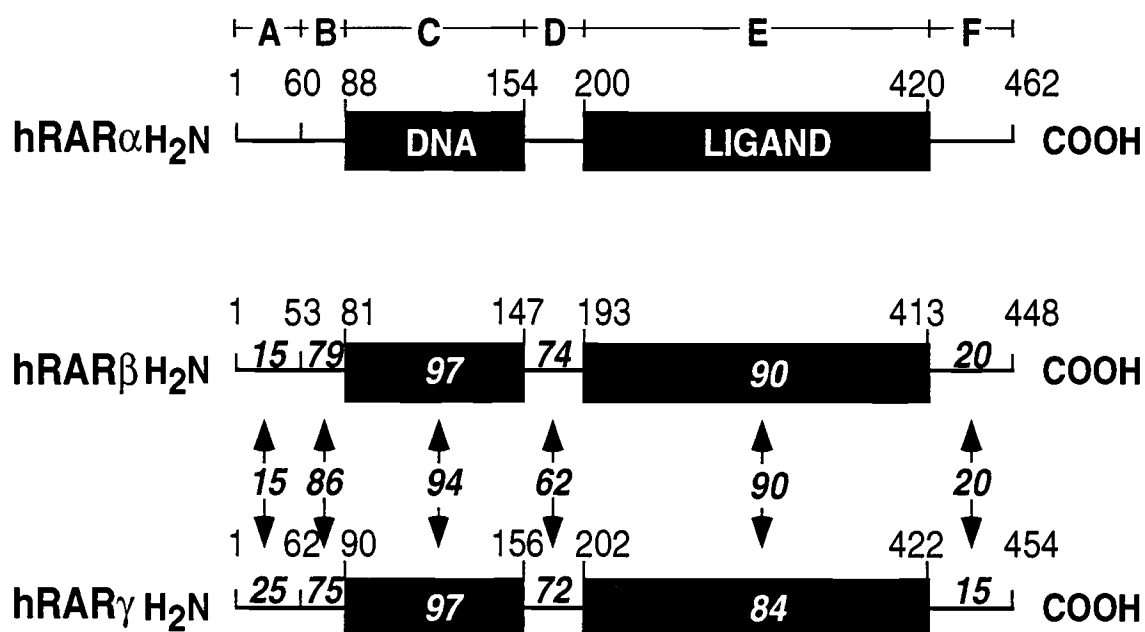 A B C D E F
1 60 88 154 200 420 462
hRARα H2N DNA LIGAND COOH
1 53 81 147 193 413 448
hRARβ H2N 15 79 97 74 90 20 COOH
15 86 94 62 90 20
1 62 90 156 202 422 454
hRARγ H2N 25 75 97 72 84 15 COOH